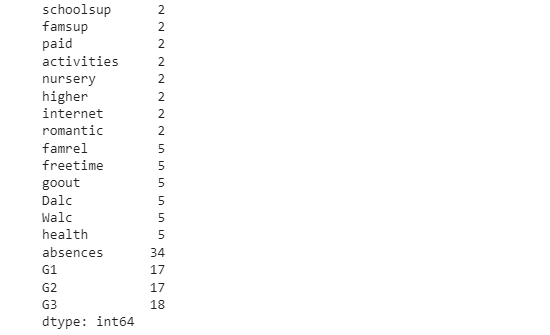 schoolsup 2
famsup 2
paid 2
activities 2
nursery 2
higher 2
internet 2
romantic 2
famrel 5
freetime 5
goout 5
Dalc 5
Walc 5
health 5
absences 34
G1 17
G2 17
G3 18
dtype: int64